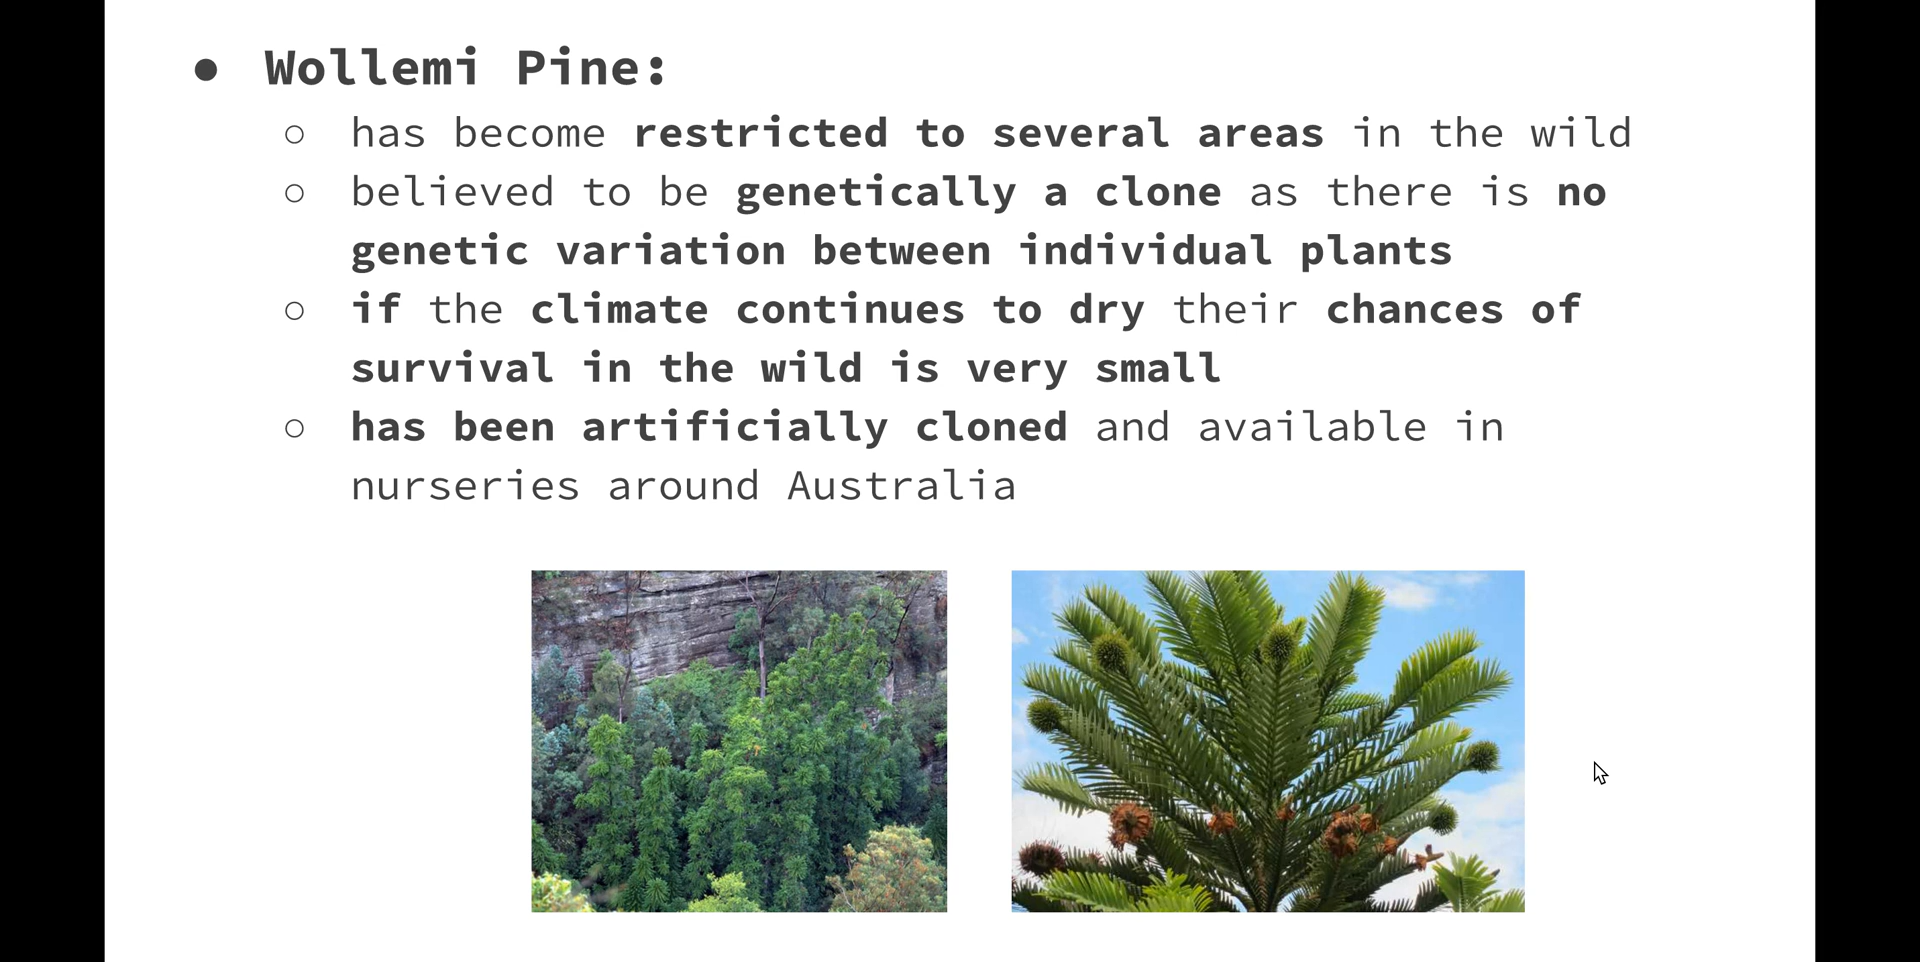 ● Wollemi Pine:
○ has become restricted to several areas in the wild
○ believed to be genetically a clone as there is no
genetic variation between individual plants
○ if the climate continues to dry their chances of
survival in the wild is very small
○ has been artificially cloned and available in
nurseries around Australia